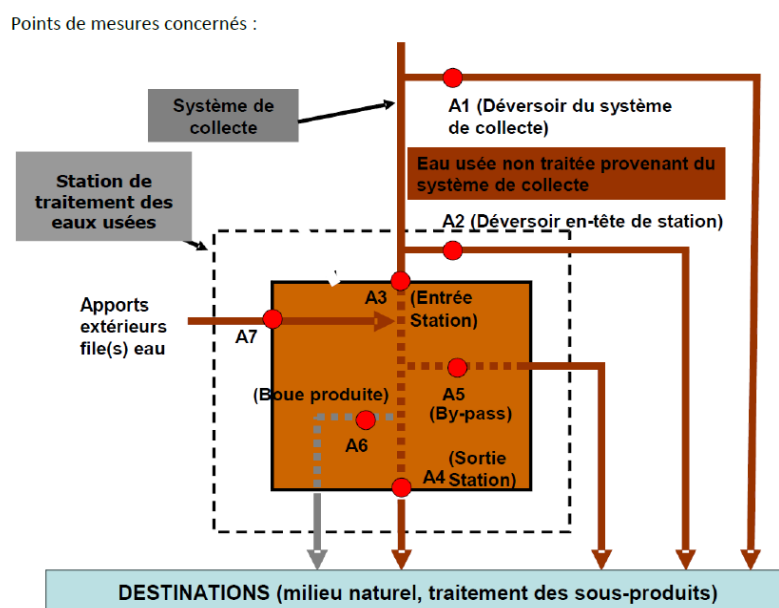 Points de mesures concernés :
Système de
collecte
A1 (Déversoir du système
de collecte)
Eau usée non traitée provenant du
système de collecte
Station de
traitement des
eaux usées
A2 (Déversoir en-tête de station)
A3
(Entrée
Station)
Apports
extérieurs
file(s) eau
A7
(Boue produite)
A5
(By-pass)
A6
(Sortie
Station)
A4
DESTINATIONS (milieu naturel, traitement des sous-produits)